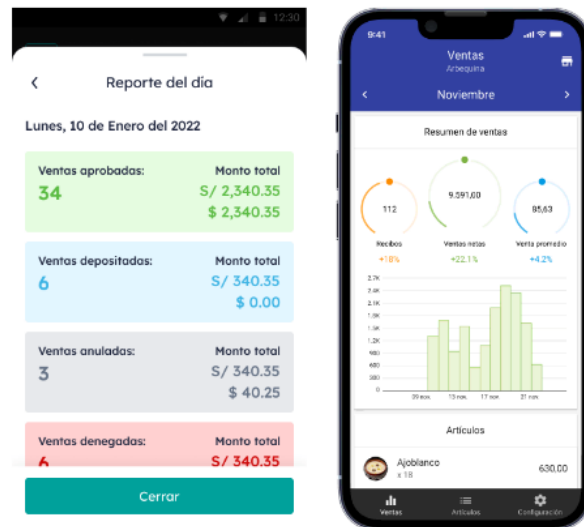 12:30
Reporte del día
Lunes, 10 de Enero del 2022
Ventas aprobadas:
Monto total
34
S/ 2,340.35
$ 2,340.35
Ventas depositadas:
Monto total
6
S/ 340.35
$ 0.00
Ventas anuladas:
Monto total
3
S/ 340.35
$ 40.25
Ventas denegadas:
Monto total
6
S/ 340.35
Cerrar
9:41
Ventas
Arbequina
Noviembre
Resumen de ventas
112
9.591,00
85,63
Recibos
Ventas netas
Venta promedio
+18%
+22.1%
+4.2%
2.7K
2.4K
2.1K
1.8K
1.5K
1.2K
900
600
300
0
13 nov.
17 nov.
21 nov.
Artículos
Ajoblanco
x 18
630,00
Ventas
Artículos
Configuración